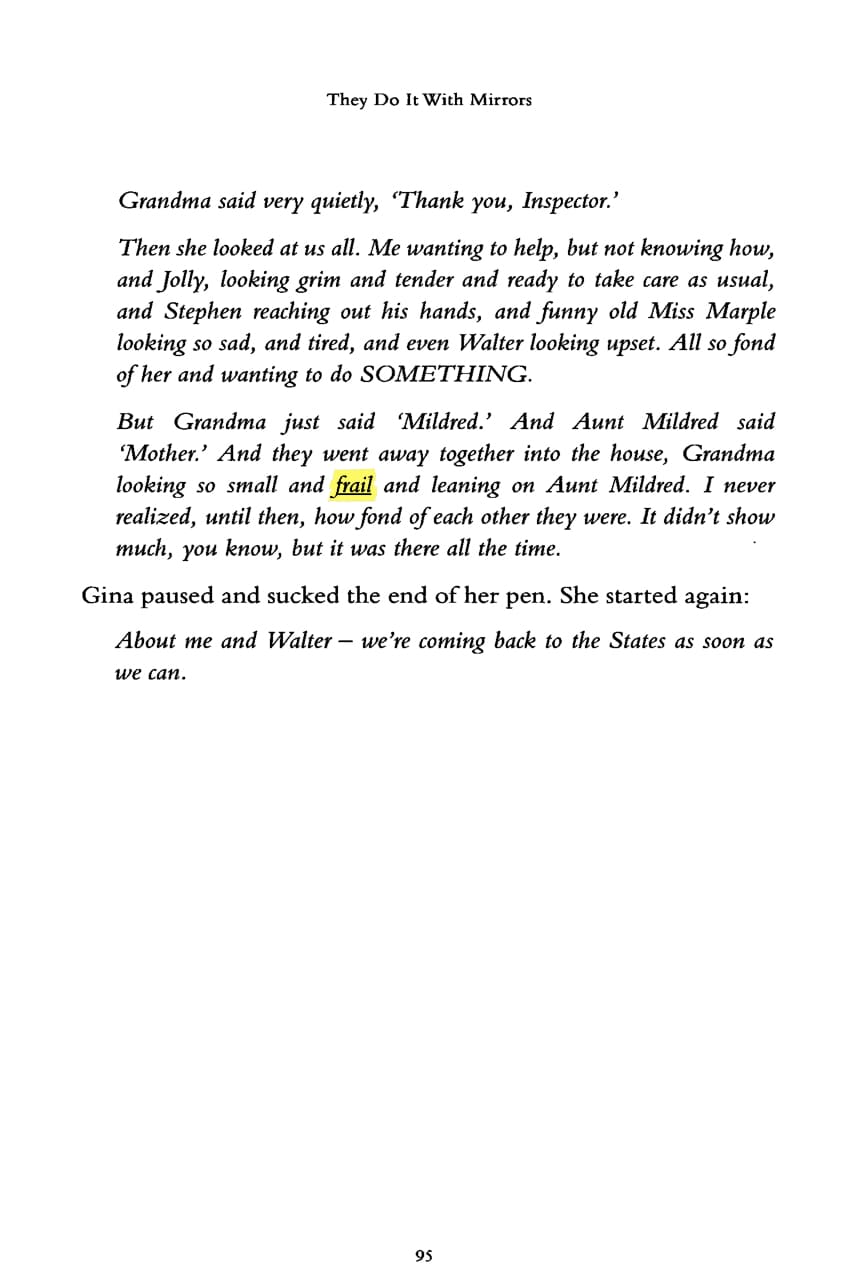 They Do It With Mirrors
Grandma said very quietly, ‘Thank you, Inspector.’
Then she looked at us all. Me wanting to help, but not knowing how,
and Jolly, looking grim and tender and ready to take care as usual,
and Stephen reaching out his hands, and funny old Miss Marple
looking so sad, and tired, and even Walter looking upset. All so fond
of her and wanting to do SOMETHING.
But Grandma just said ‘Mildred.’ And Aunt Mildred said
‘Mother.’ And they went away together into the house, Grandma
looking so small and frail and leaning on Aunt Mildred. I never
realized, until then, how fond of each other they were. It didn’t show
much, you know, but it was there all the time.
Gina paused and sucked the end of her pen. She started again:
About me and Walter – we’re coming back to the States as soon as
we can.
95